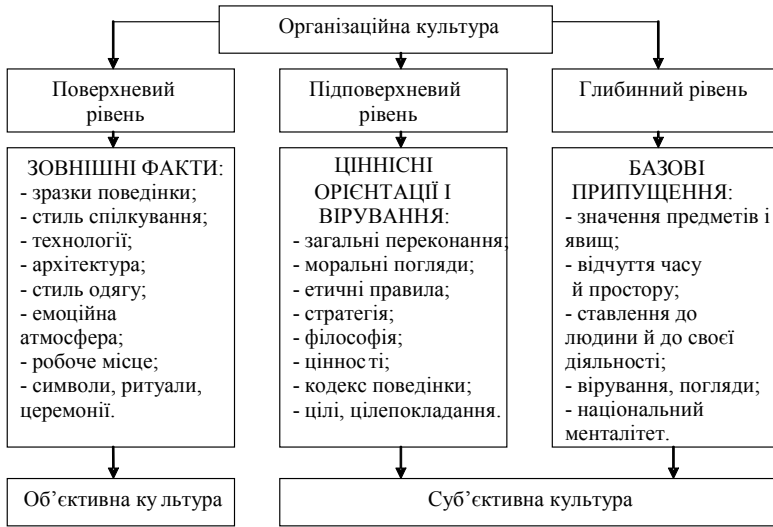 Організаційна культура
Поверхневий
рівень
Підповерхневий
рівень
Глибинний рівень
ЗОВНІШНІ ФАКТИ:
- зразки поведінки;
- стиль спілкування;
- технології;
- архітектура;
- стиль одягу;
- емоційна
атмосфера;
- робоче місце;
- символи, ритуали,
церемонії.
ЦІННІСНІ
ОРІЄНТАЦІЇ І
ВІРУВАННЯ:
- загальні переконання;
- моральні погляди;
- етичні правила;
- стратегія;
- філософія;
- цінності;
- кодекс поведінки;
- цілі, цілепокладання.
БАЗОВІ
ПРИПУЩЕННЯ:
- значення предметів і
явищ;
- відчуття часу
й простору;
- ставлення до
людини й до своєї
діяльності;
- вірування, погляди;
- національний
менталітет.
Об’єктивна культура
Суб’єктивна культура